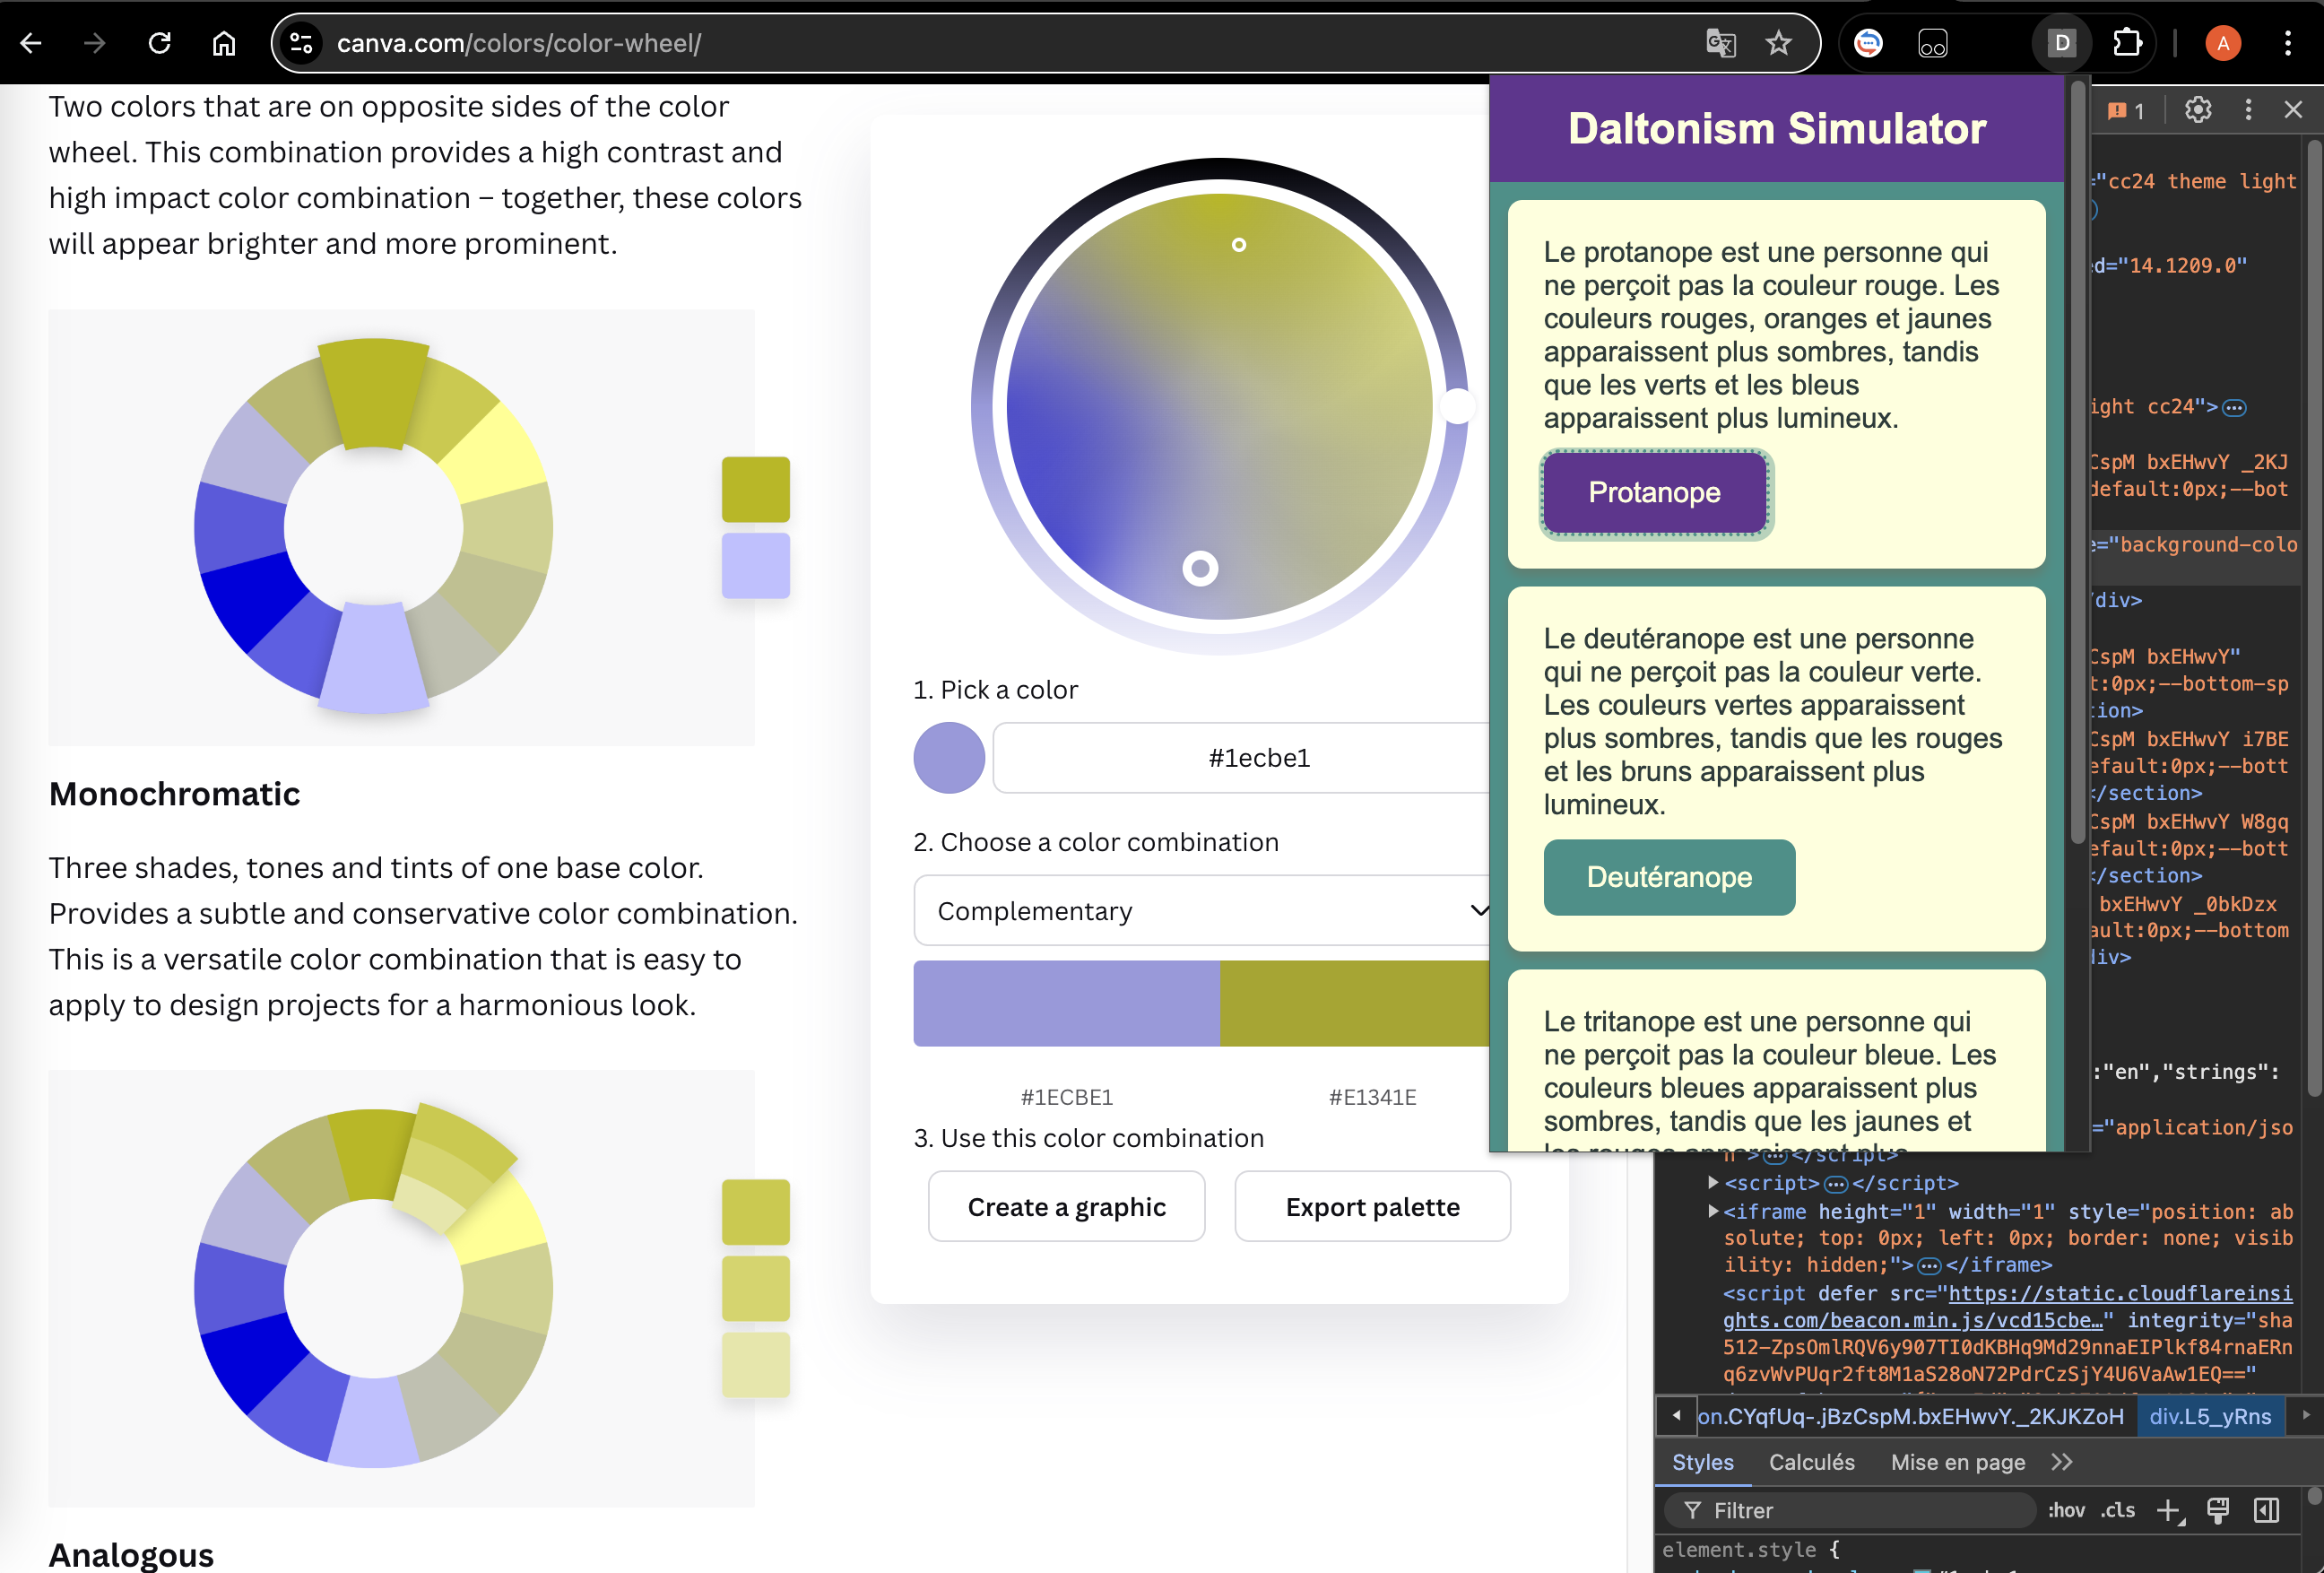 canva.com/colors/color-wheel/
D
A
Two colors that are on opposite sides of the color
wheel. This combination provides a high contrast and
high impact color combination – together, these colors
will appear brighter and more prominent.
Monochromatic
Three shades, tones and tints of one base color.
Provides a subtle and conservative color combination.
This is a versatile color combination that is easy to
apply to design projects for a harmonious look.
Analogous
1. Pick a color
#1ecbe1
2. Choose a color combination
Complementary
#1ECBE1
#E1341E
3. Use this color combination
Create a graphic
Export palette
Daltonism Simulator
Le protanope est une personne qui
ne perçoit pas la couleur rouge. Les
couleurs rouges, oranges et jaunes
apparaissent plus sombres, tandis
que les verts et les bleus
apparaissent plus lumineux.
Protanope
Le deutéranope est une personne
qui ne perçoit pas la couleur verte.
Les couleurs vertes apparaissent
plus sombres, tandis que les rouges
et les bruns apparaissent plus
lumineux.
Deutéranope
Le tritanope est une personne qui
ne perçoit pas la couleur bleue. Les
couleurs bleues apparaissent plus
sombres, tandis que les jaunes et
1
="cc24 theme light
d="14.1209.0"
ight cc24">
CspM bxEHwvY _2KJ
default:0px;--bot
e="background-colo
/div>
CspM bxEHwvY"
t:0px;--bottom-sp
tion>
CspM bxEHwvY i7BE
efault:0px;--bott
</section>
CspM bxEHwvY W8gq
efault:0px;--bott
</section>
bxEHwvY _0bkDzx
ault:0px;--bottom
div>
:"en","strings":
="application/jso
n">…</script>
<script>…</script>
<iframe height="1" width="1" style="position: ab
solute; top: 0px; left: 0px; border: none; visib
ility: hidden;">…</iframe>
<script defer src="https://static.cloudflareinsi
ghts.com/beacon.min.js/vcd15cbe…" integrity="sha
512-ZpsOmlRQV6y907TI0dKBHq9Md29nnaEIPlkf84rnaERn
q6zvWvPUqr2ft8M1aS28oN72PdrCzSjY4U6VaAw1EQ=="
on.CYqfUq-.jBzCspM.bxEHwvY._2KJKZoH
div.L5_yRns
Styles
Calculés
Mise en page
Filtrer
:hov
.cls
element.style {